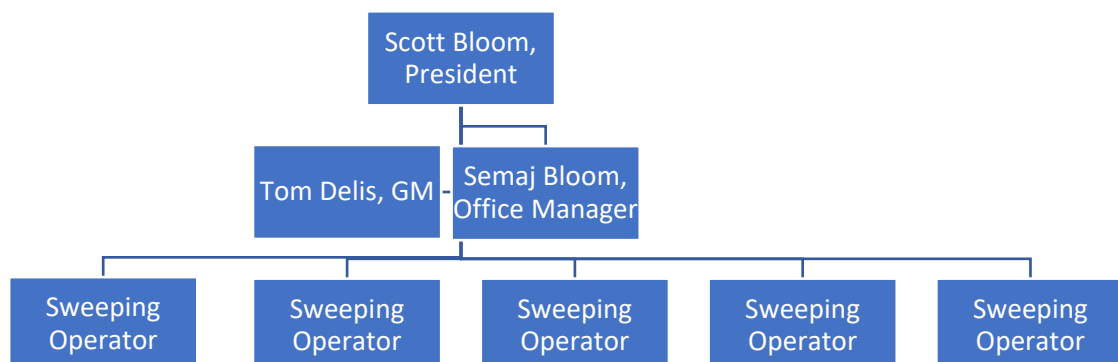 Scott Bloom,
President
Tom Delis, GM
Semaj Bloom,
Office Manager
Sweeping
Operator
Sweeping
Operator
Sweeping
Operator
Sweeping
Operator
Sweeping
Operator